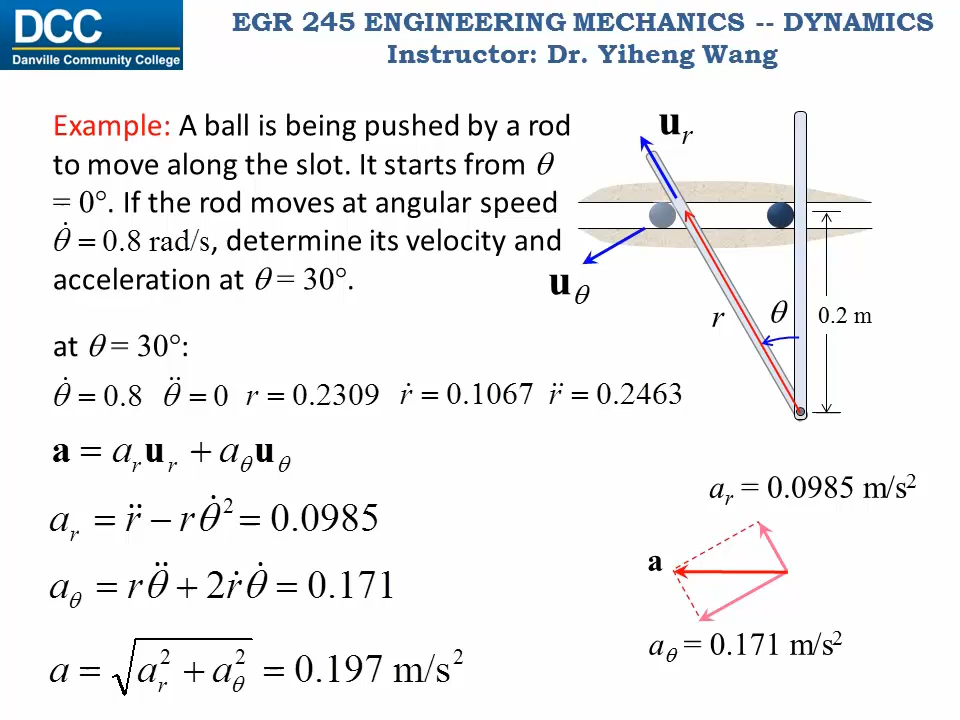 DCC
Danville Community College
EGR 245 ENGINEERING MECHANICS -- DYNAMICS
Instructor: Dr. Yiheng Wang
Example: A ball is being pushed by a rod
to move along the slot. It starts from θ
= 0°. If the rod moves at angular speed
θ̇ = 0.8 rad/s, determine its velocity and
acceleration at θ = 30°.
u_r
u_θ
r
θ
0.2 m
at θ = 30°:
θ̇ = 0.8 θ̈ = 0 r = 0.2309 ṙ = 0.1067 r̈ = 0.2463
a = a_r u_r + a_θ u_θ
a_r = r̈ − rθ̇² = 0.0985
a_θ = rθ̈ + 2ṙθ̇ = 0.171
a = √(a_r² + a_θ²) = 0.197 m/s²
a_r = 0.0985 m/s²
a
a_θ = 0.171 m/s²